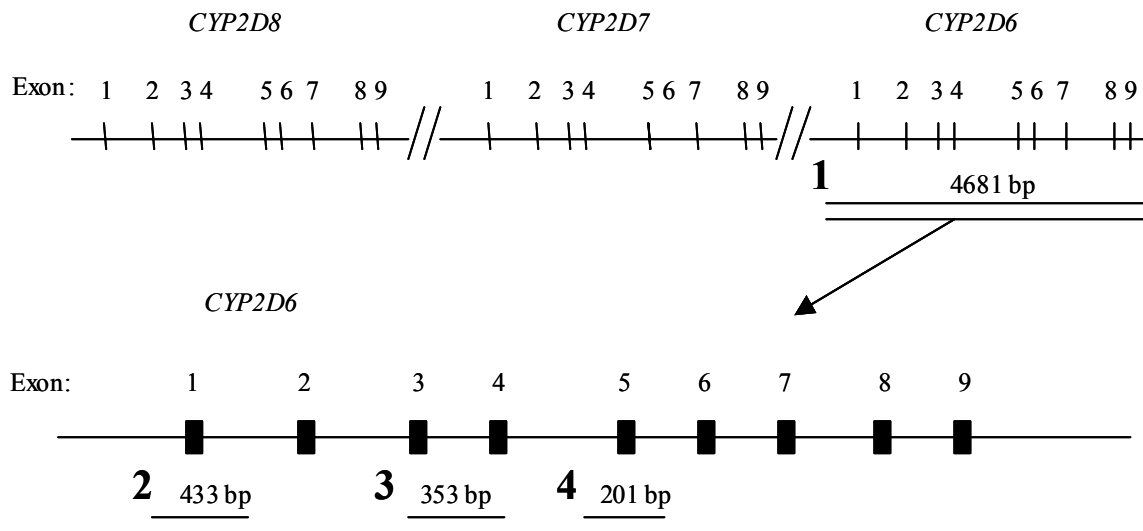 CYP2D8 CYP2D7 CYP2D6
Exon: 1 2 3 4 5 6 7 8 9 1 2 3 4 5 6 7 8 9 1 2 3 4 5 6 7 8 9
1 4681 bp
CYP2D6
Exon: 1 2 3 4 5 6 7 8 9
2 433 bp 3 353 bp 4 201 bp